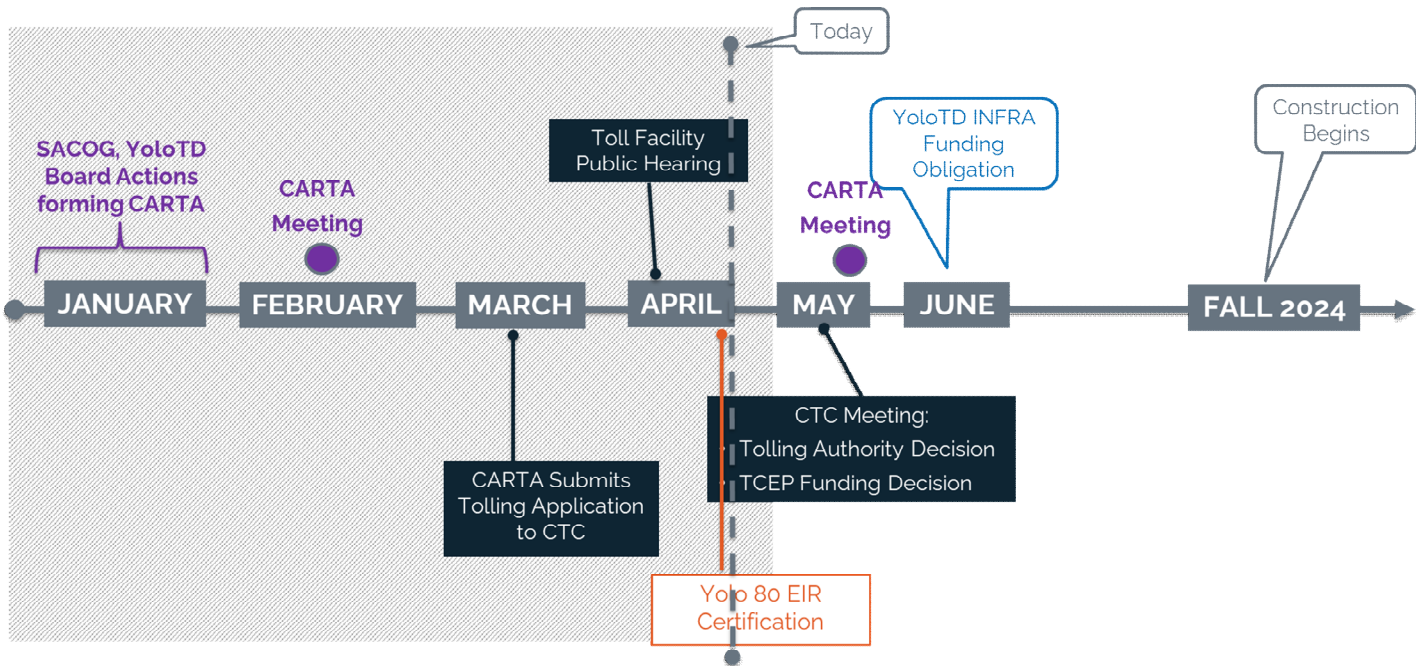 Today
SACOG, YoloTD
Board Actions
forming CARTA
CARTA
Meeting
Toll Facility
Public Hearing
CARTA
Meeting
YoloTD INFRA
Funding
Obligation
Construction
Begins
JANUARY
FEBRUARY
MARCH
APRIL
MAY
JUNE
FALL 2024
CARTA Submits
Tolling Application
to CTC
CTC Meeting:
• Tolling Authority Decision
• TCEP Funding Decision
Yolo 80 EIR
Certification